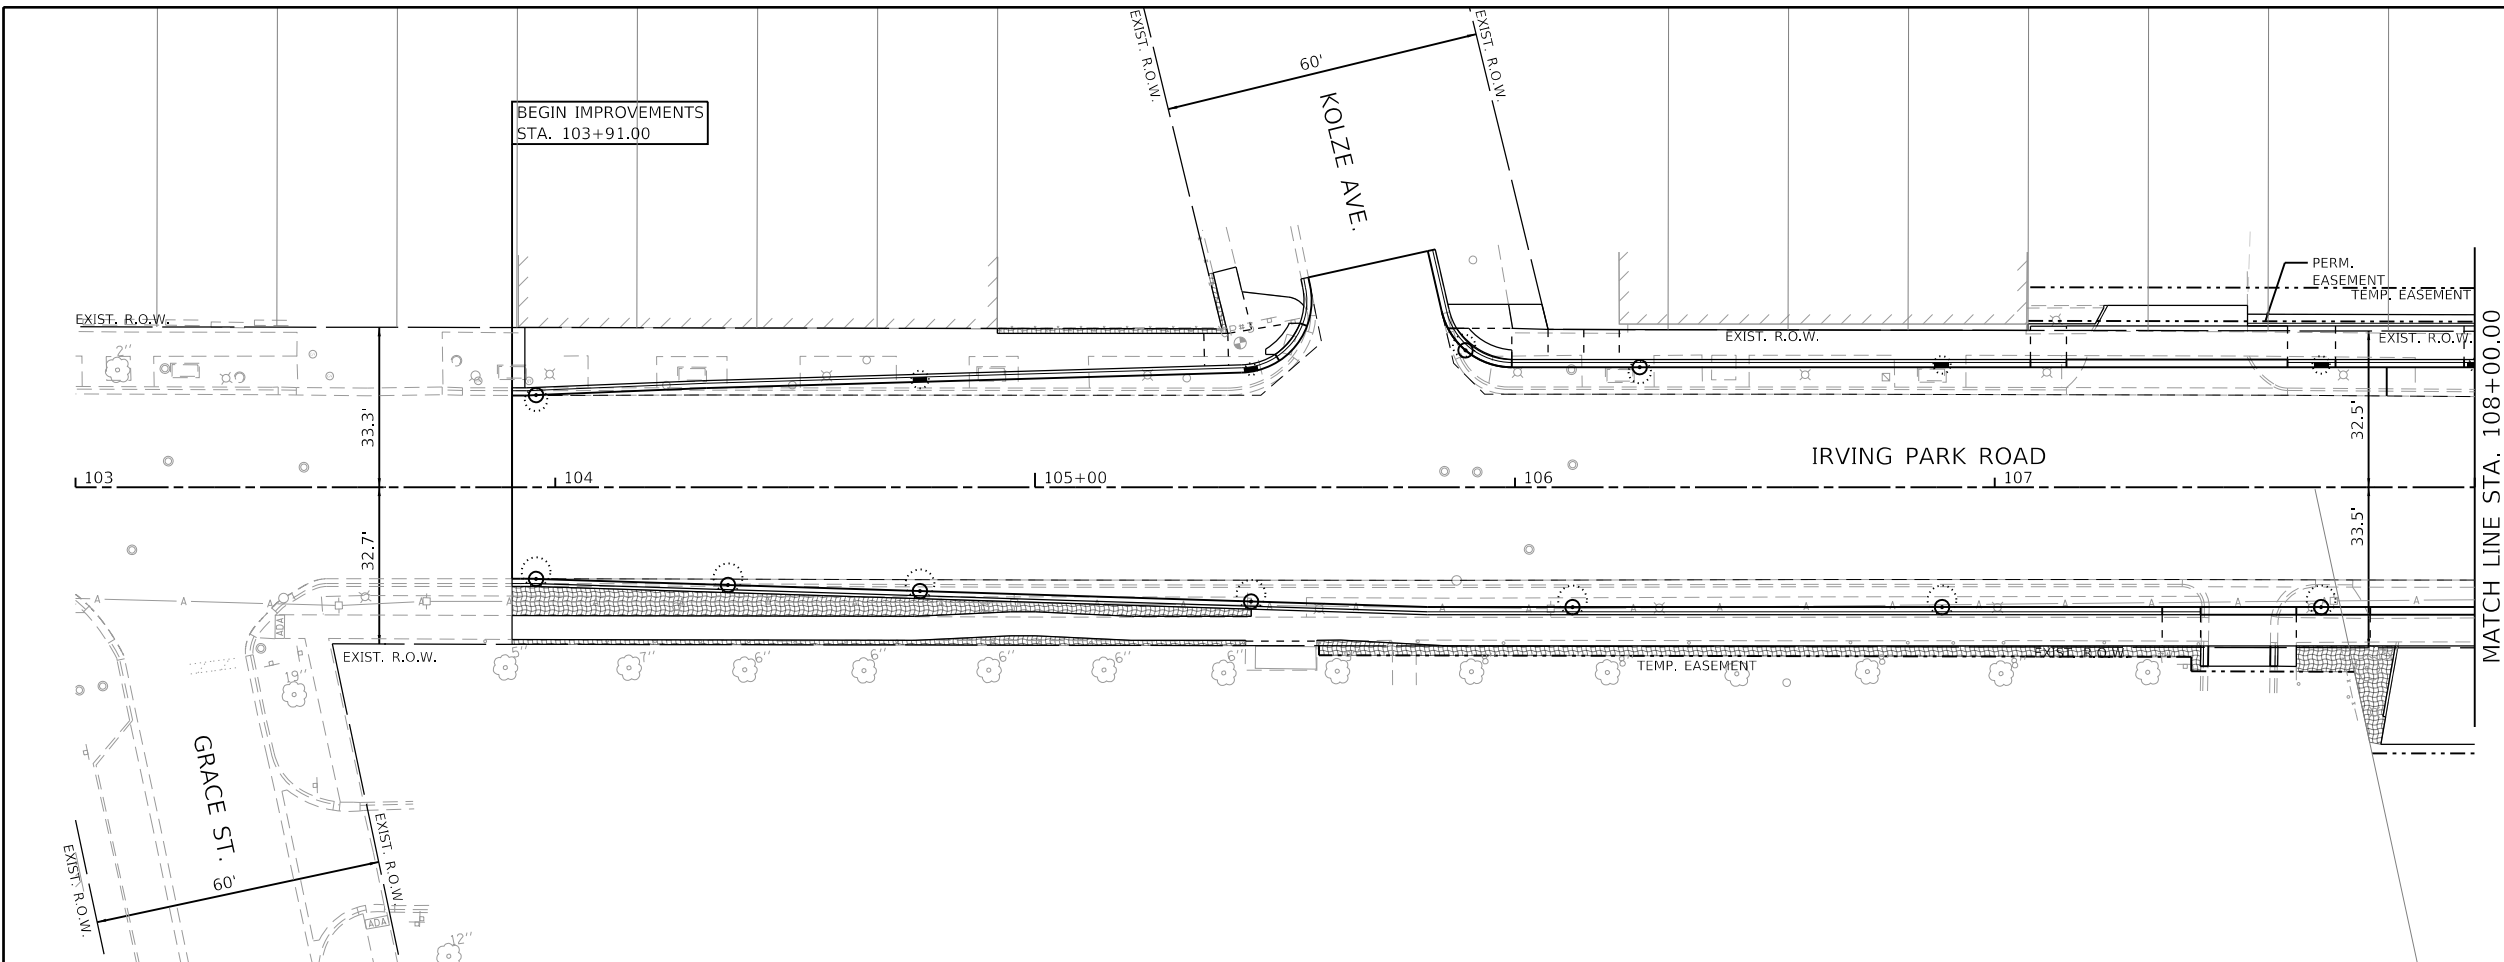 EXIST. R.O.W.
EXIST. R.O.W.
60'
KOLZE AVE.
BEGIN IMPROVEMENTS
STA. 103+91.00
PERM.
EASEMENT
TEMP. EASEMENT
EXIST. R.O.W.
EXIST. R.O.W.
EXIST. R.O.W.
2"
33.3'
32.5'
IRVING PARK ROAD
MATCH LINE STA. 108+00.00
103
104
105+00
106
107
32.7'
33.5'
A A A A A A A A A A A A A A A A
ADA
EXIST. R.O.W.
5"
7"
6"
6"
6"
6"
6"
TEMP. EASEMENT
EXIST. R.O.W.
19"
GRACE ST.
60'
EXIST. R.O.W.
EXIST. R.O.W.
ADA
12"